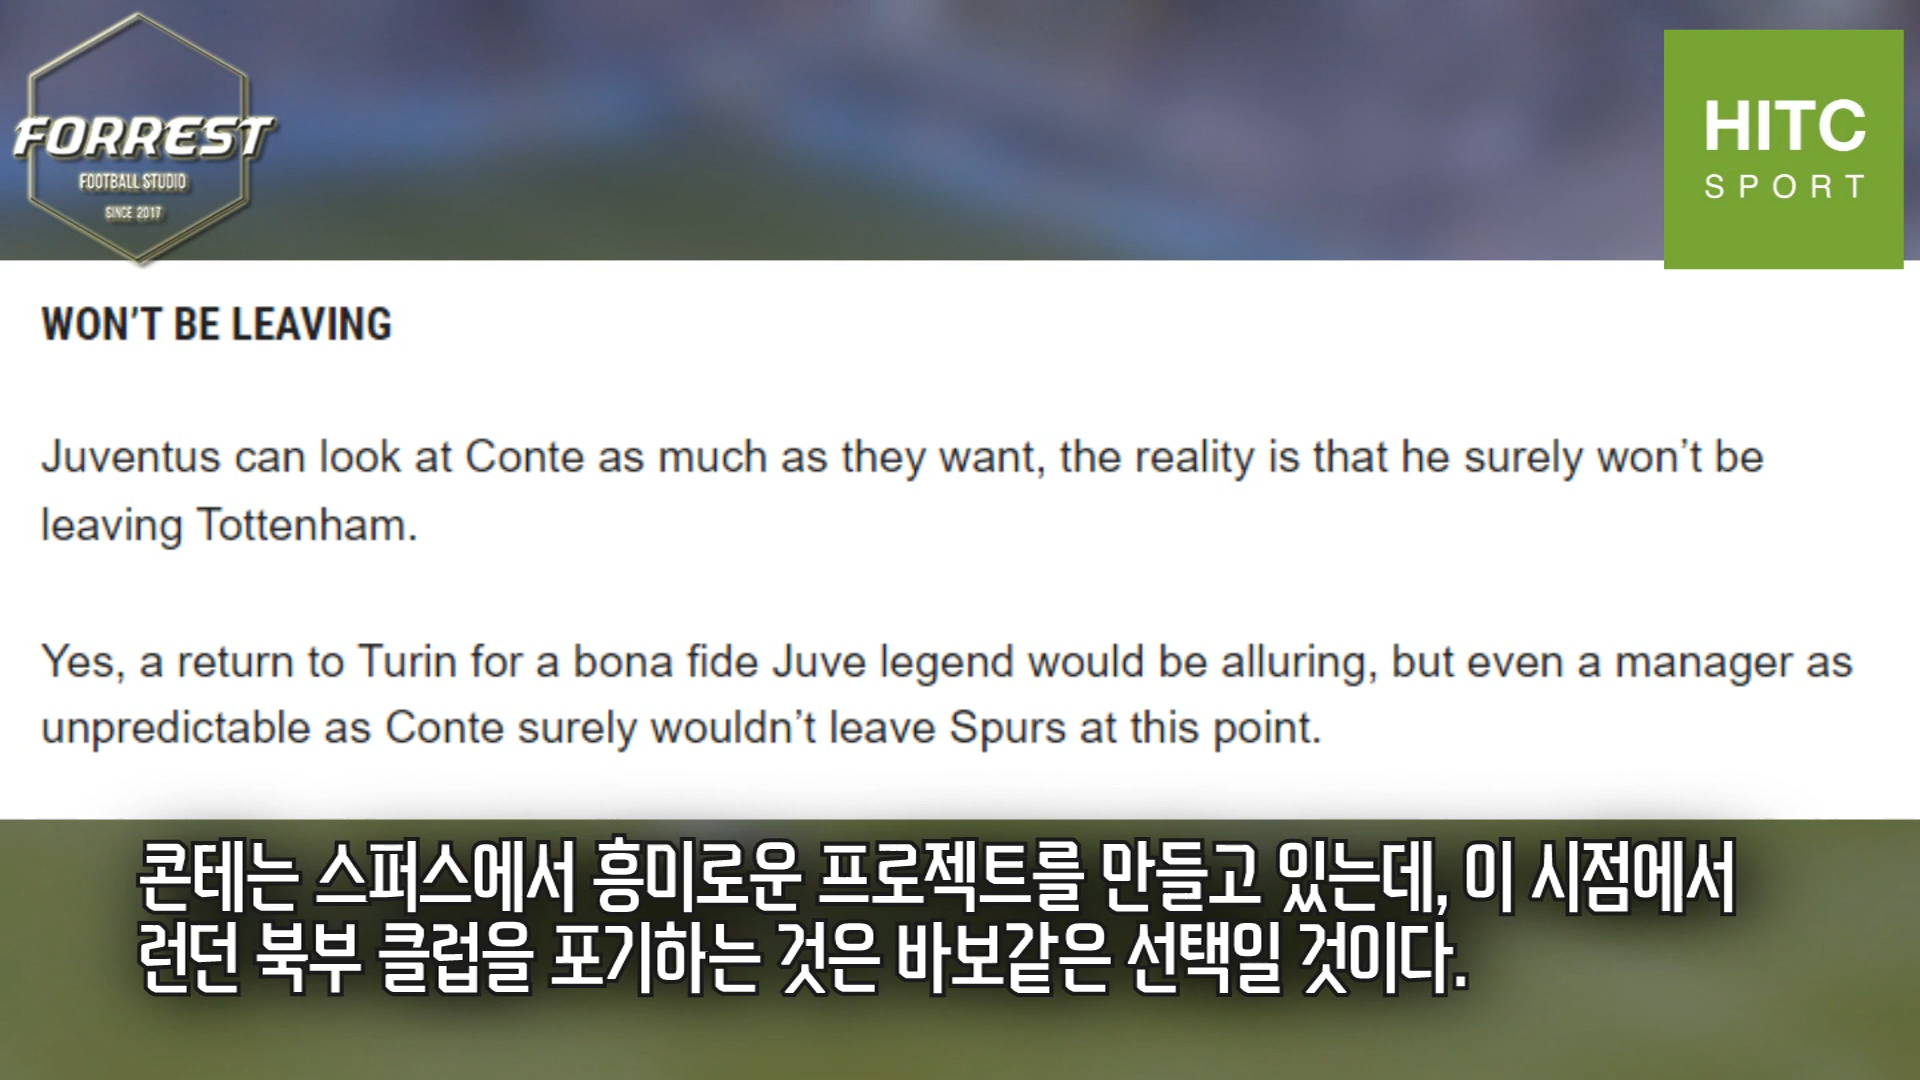 FORREST
FOOTBALL STUDIO
SINCE 2017
HITC
SPORT
WON’T BE LEAVING
Juventus can look at Conte as much as they want, the reality is that he surely won’t be
leaving Tottenham.
Yes, a return to Turin for a bona fide Juve legend would be alluring, but even a manager as
unpredictable as Conte surely wouldn’t leave Spurs at this point.
콘테는 스퍼스에서 흥미로운 프로젝트를 만들고 있는데, 이 시점에서
런던 북부 클럽을 포기하는 것은 바보같은 선택일 것이다.